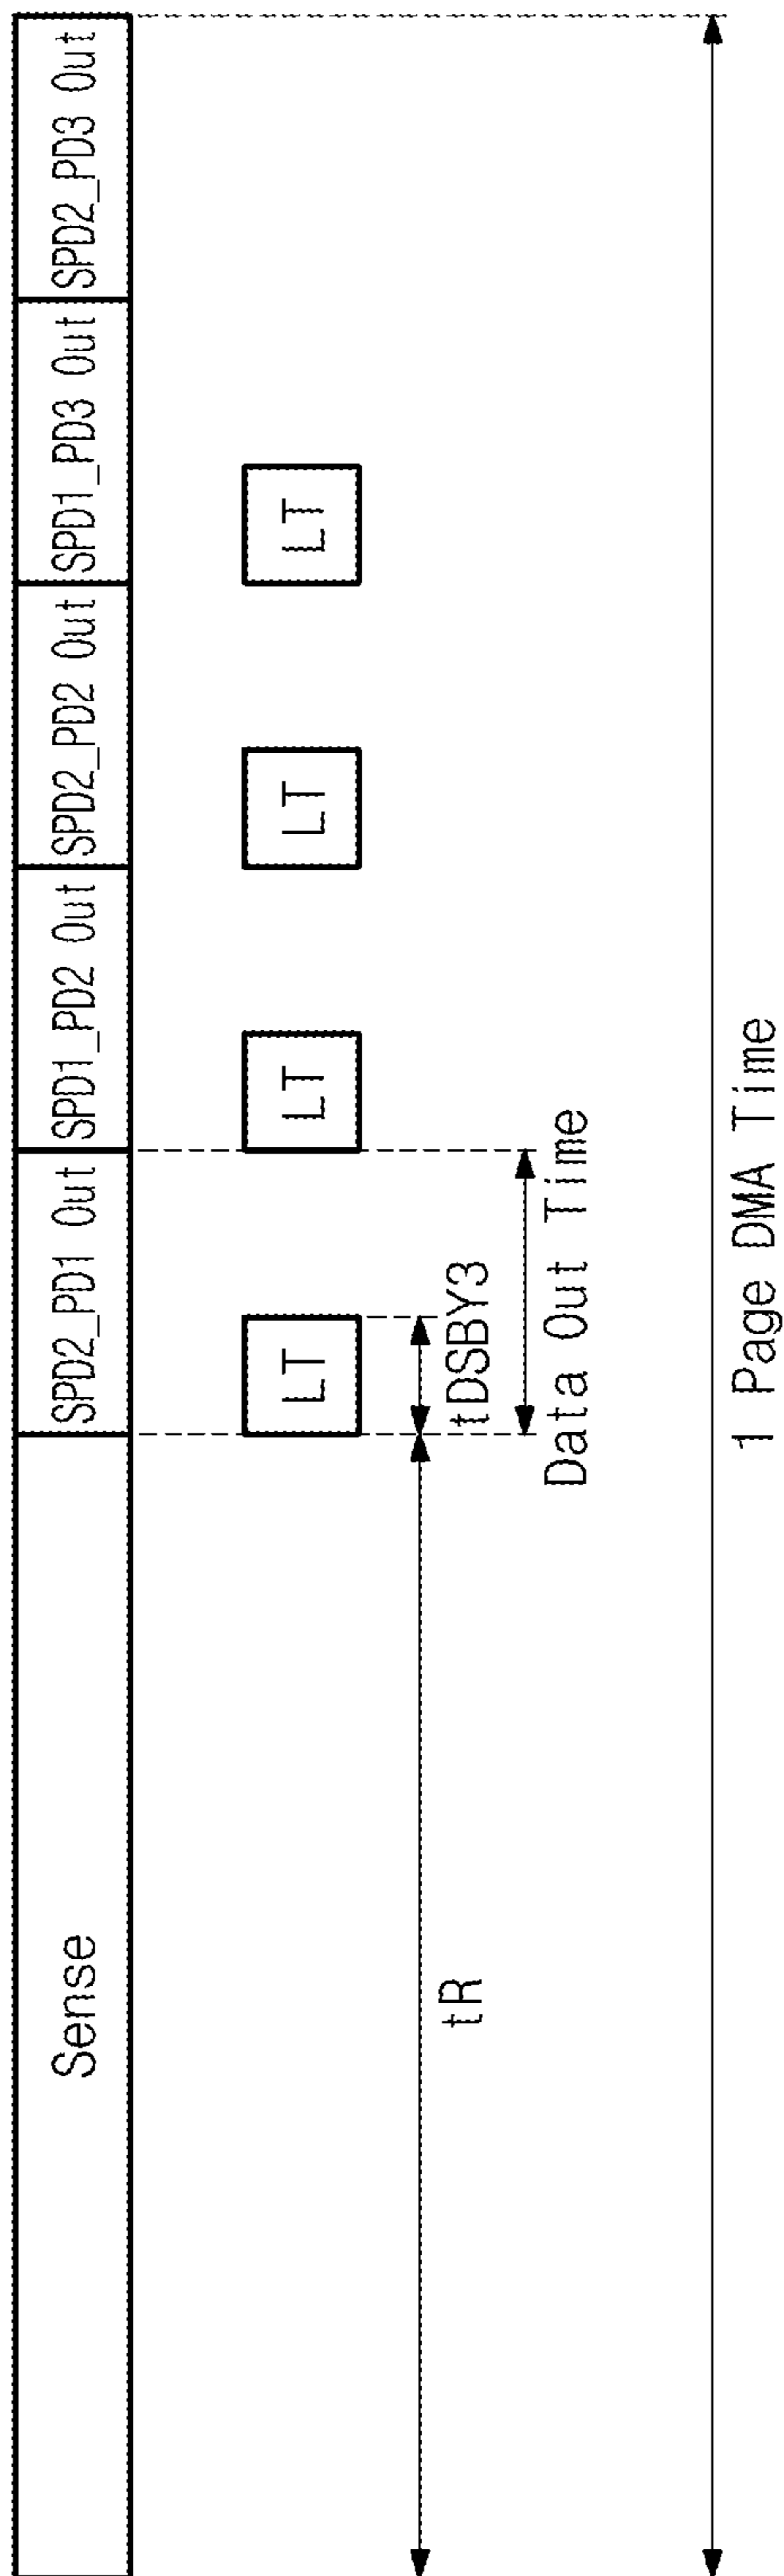 Sense
SPD2_PD1 Out
SPD1_PD2 Out
SPD2_PD2 Out
SPD1_PD3 Out
SPD2_PD3 Out
LT
LT
LT
LT
tR
tDSBY3
Data Out Time
1 Page DMA Time